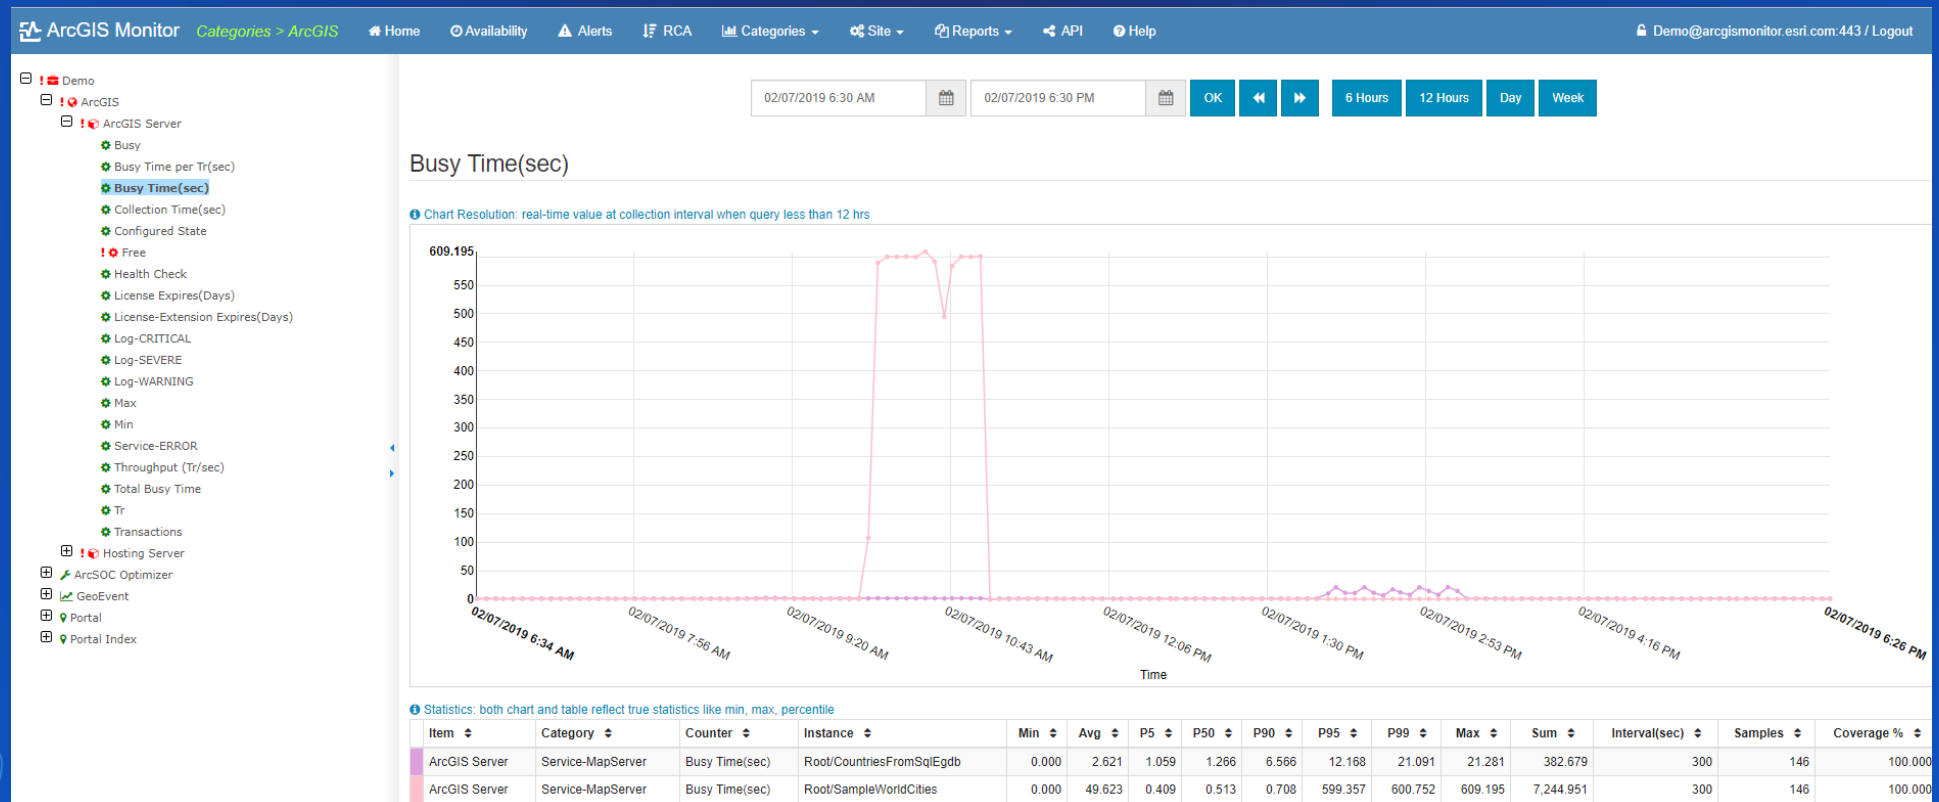 ArcGIS Monitor Categories > ArcGIS Home Availability Alerts RCA Categories Site Reports API Help Demo@arcgismonitor.esri.com:443 / Logout
Demo
ArcGIS
ArcGIS Server
Busy
Busy Time per Tr(sec)
Busy Time(sec)
Collection Time(sec)
Configured State
Free
Health Check
License Expires(Days)
License-Extension Expires(Days)
Log-CRITICAL
Log-SEVERE
Log-WARNING
Max
Min
Service-ERROR
Throughput (Tr/sec)
Total Busy Time
Tr
Transactions
Hosting Server
ArcSOC Optimizer
GeoEvent
Portal
Portal Index
02/07/2019 6:30 AM 02/07/2019 6:30 PM OK 6 Hours 12 Hours Day Week
Busy Time(sec)
Chart Resolution: real-time value at collection interval when query less than 12 hrs
609.195
550
500
450
400
350
300
250
200
150
100
50
0
02/07/2019 6:34 AM 02/07/2019 7:56 AM 02/07/2019 9:20 AM 02/07/2019 10:43 AM 02/07/2019 12:06 PM 02/07/2019 1:30 PM 02/07/2019 2:53 PM 02/07/2019 4:16 PM 02/07/2019 6:26 PM
Time
Statistics: both chart and table reflect true statistics like min, max, percentile
Item Category Counter Instance Min Avg P5 P50 P90 P95 P99 Max Sum Interval(sec) Samples Coverage %
ArcGIS Server Service-MapServer Busy Time(sec) Root/CountriesFromSqlEgdb 0.000 2.621 1.059 1.266 6.566 12.168 21.091 21.281 382.679 300 146 100.000
ArcGIS Server Service-MapServer Busy Time(sec) Root/SampleWorldCities 0.000 49.623 0.409 0.513 0.708 599.357 600.752 609.195 7,244.951 300 146 100.000